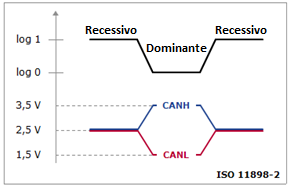 Recessivo Recessivo
log 1
Dominante
log 0
3,5 V CANH
2,5 V
1,5 V CANL
ISO 11898-2